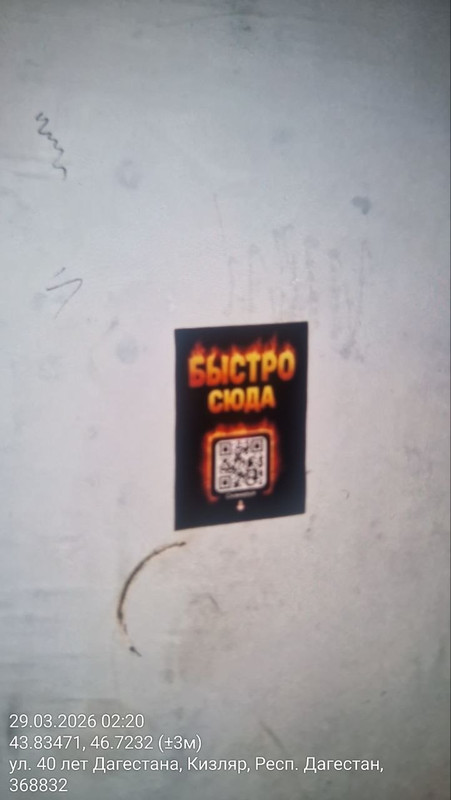 БЫСТРО
СЮДА
29.03.2026 02:20
43.83471, 46.7232 (±3м)
ул. 40 лет Дагестана, Кизляр, Респ. Дагестан,
368832